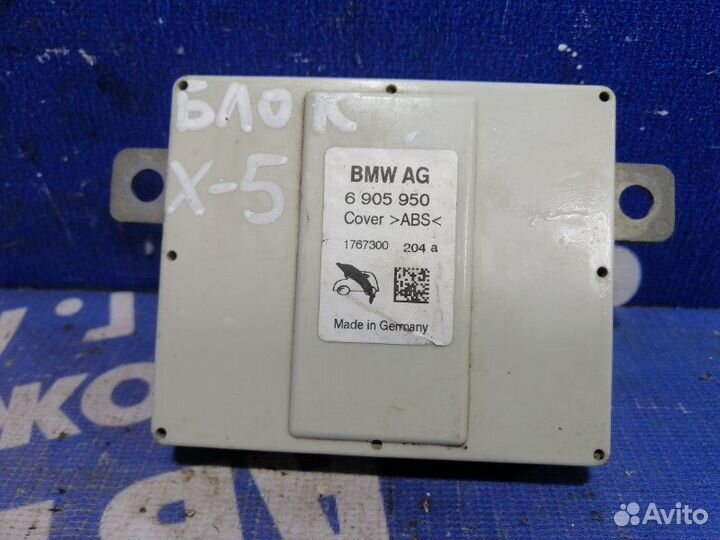 БЛОК
X-5
BMW AG
6 905 950
Cover >ABS<
1767300 204 a
Made in Germany
Avito